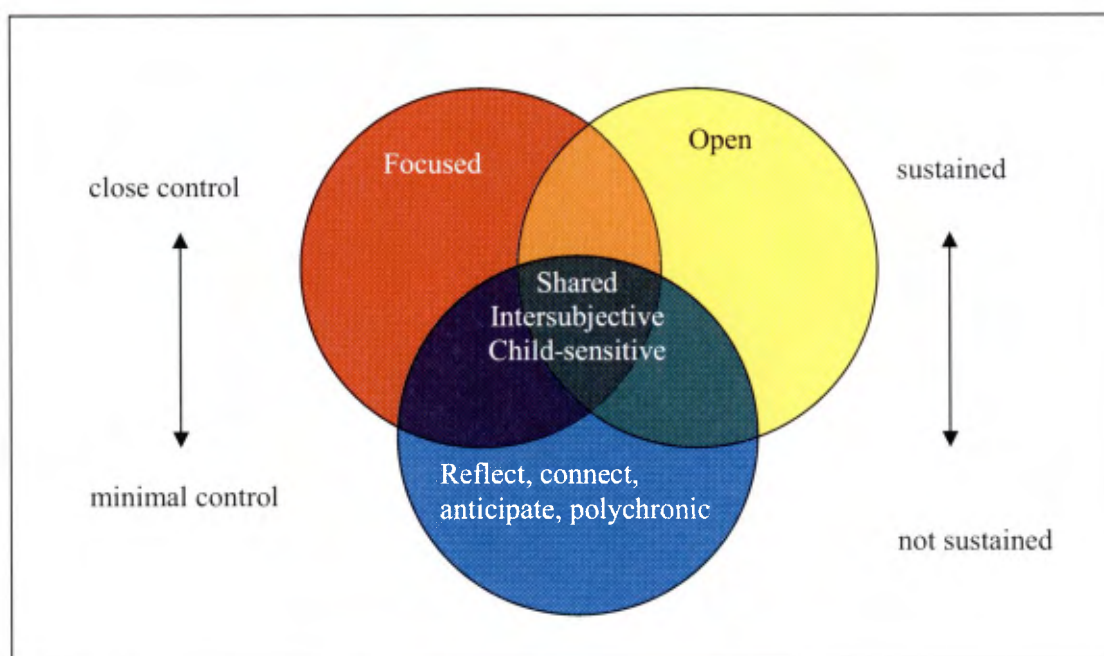 Focused
Open
close control
sustained
Shared
Intersubjective
Child-sensitive
minimal control
Reflect, connect,
anticipate, polychronic
not sustained